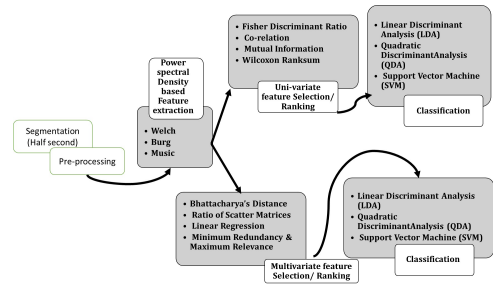 Segmentation
(Half second)
Pre-processing
Power
spectral
Density
based
Feature
extraction
• Welch
• Burg
• Music
• Fisher Discriminant Ratio
• Co-relation
• Mutual Information
• Wilcoxon Ranksum
Uni-variate
feature Selection/
Ranking
• Linear Discriminant
Analysis (LDA)
• Quadratic
DiscriminantAnalysis
(QDA)
• Support Vector Machine
(SVM)
Classification
• Bhattacharya's Distance
• Ratio of Scatter Matrices
• Linear Regression
• Minimum Redundancy &
Maximum Relevance
Multivariate feature
Selection/ Ranking
• Linear Discriminant Analysis
(LDA)
• Quadratic
DiscriminantAnalysis (QDA)
• Support Vector Machine (SVM)
Classification